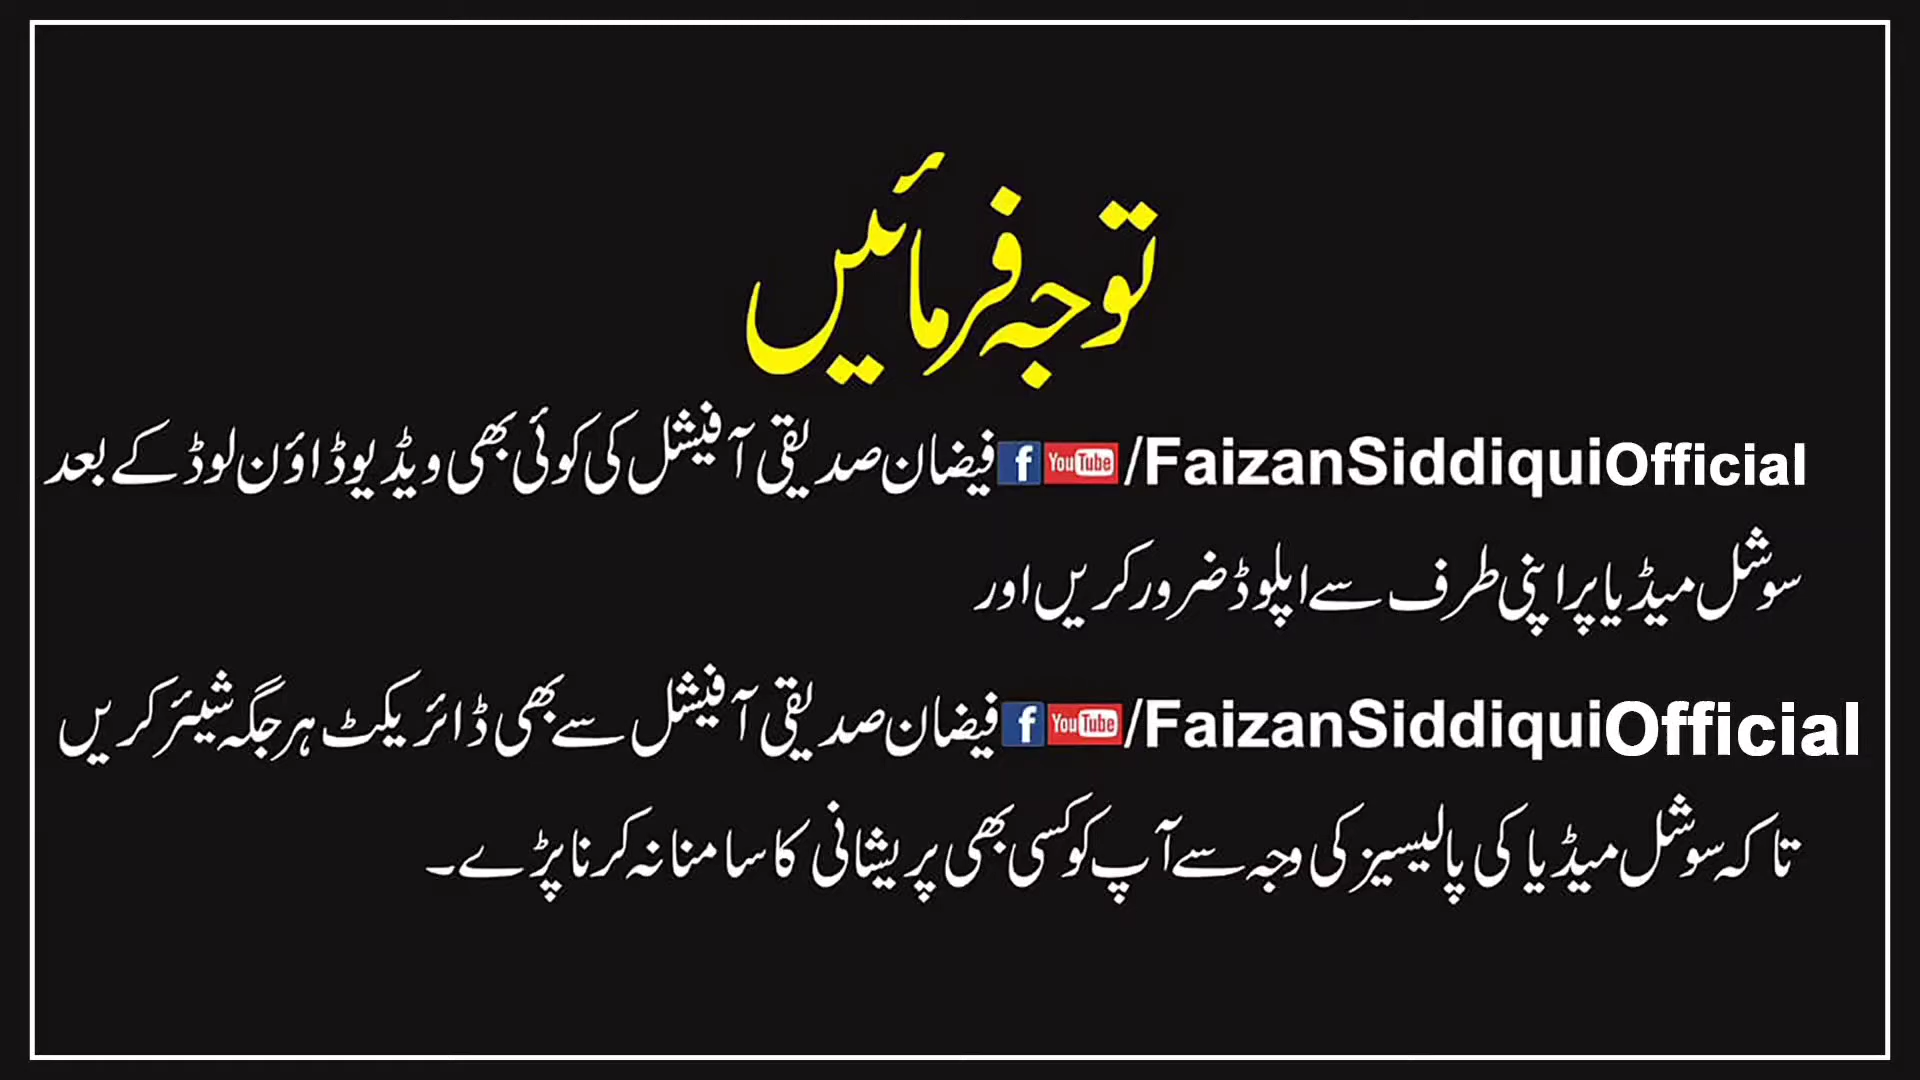 توجہ فرمائیں
/FaizanSiddiquiOfficial YouTube f فیضان صدیقی آفیشل کی کوئی بھی ویڈیو ڈاؤن لوڈ کے بعد
سوشل میڈیا پر اپنی طرف سے اپلوڈ ضرور کریں اور
/FaizanSiddiquiOfficial YouTube f فیضان صدیقی آفیشل سے بھی ڈائریکٹ ہر جگہ شیئر کریں
تاکہ سوشل میڈیا کی پالیسیز کی وجہ سے آپ کو کسی بھی پریشانی کا سامنا نہ کرنا پڑے۔